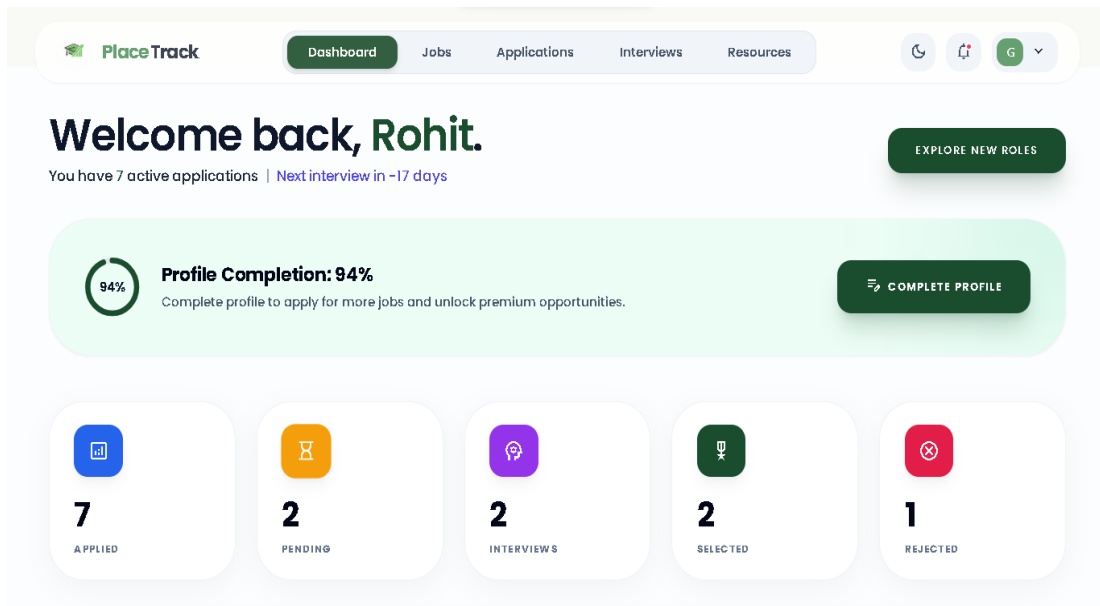 PlaceTrack
Dashboard
Jobs
Applications
Interviews
Resources
G
Welcome back, Rohit.
EXPLORE NEW ROLES
You have 7 active applications | Next interview in -17 days
94%
Profile Completion: 94%
Complete profile to apply for more jobs and unlock premium opportunities.
COMPLETE PROFILE
7
APPLIED
2
PENDING
2
INTERVIEWS
2
SELECTED
1
REJECTED